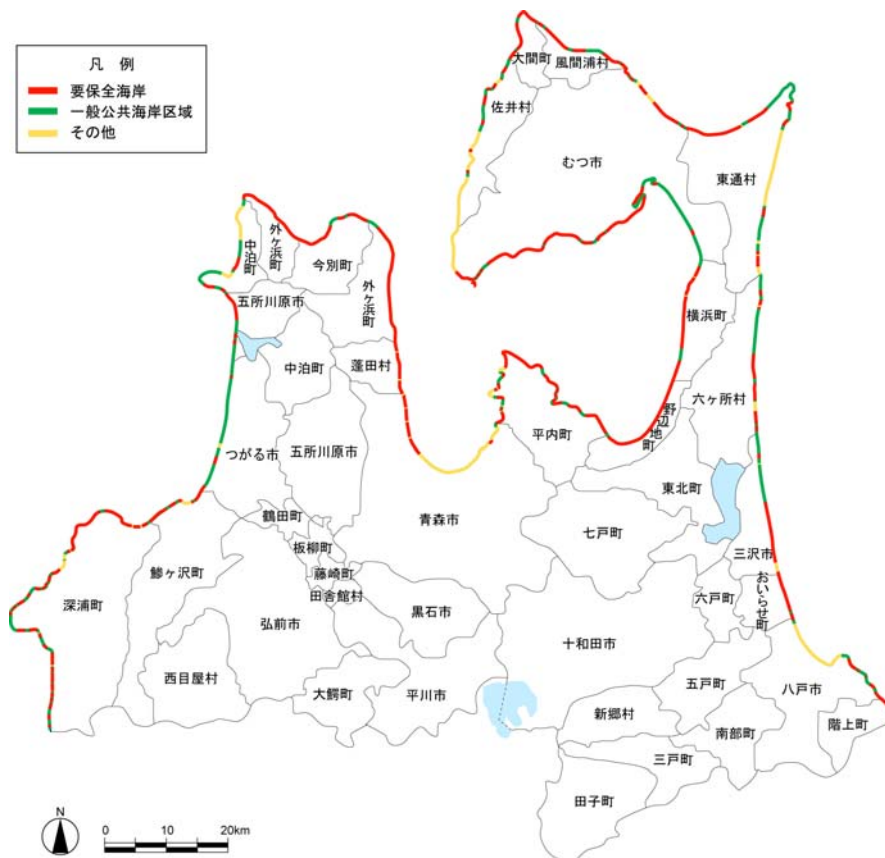 凡 例
要保全海岸
一般公共海岸区域
その他
大間町
風間浦村
佐井村
むつ市
東通村
外ヶ浜町
中泊町
今別町
外ヶ浜町
五所川原市
横浜町
中泊町
蓬田村
六ヶ所村
野辺地町
平内町
つがる市
五所川原市
東北町
鶴田町
青森市
七戸町
板柳町
三沢市
鰺ヶ沢町
藤崎町
おいらせ町
深浦町
田舎館村
六戸町
弘前市
黒石市
十和田市
西目屋村
五戸町
八戸市
大鰐町
平川市
新郷村
南部町
階上町
三戸町
田子町
N
0 10 20km